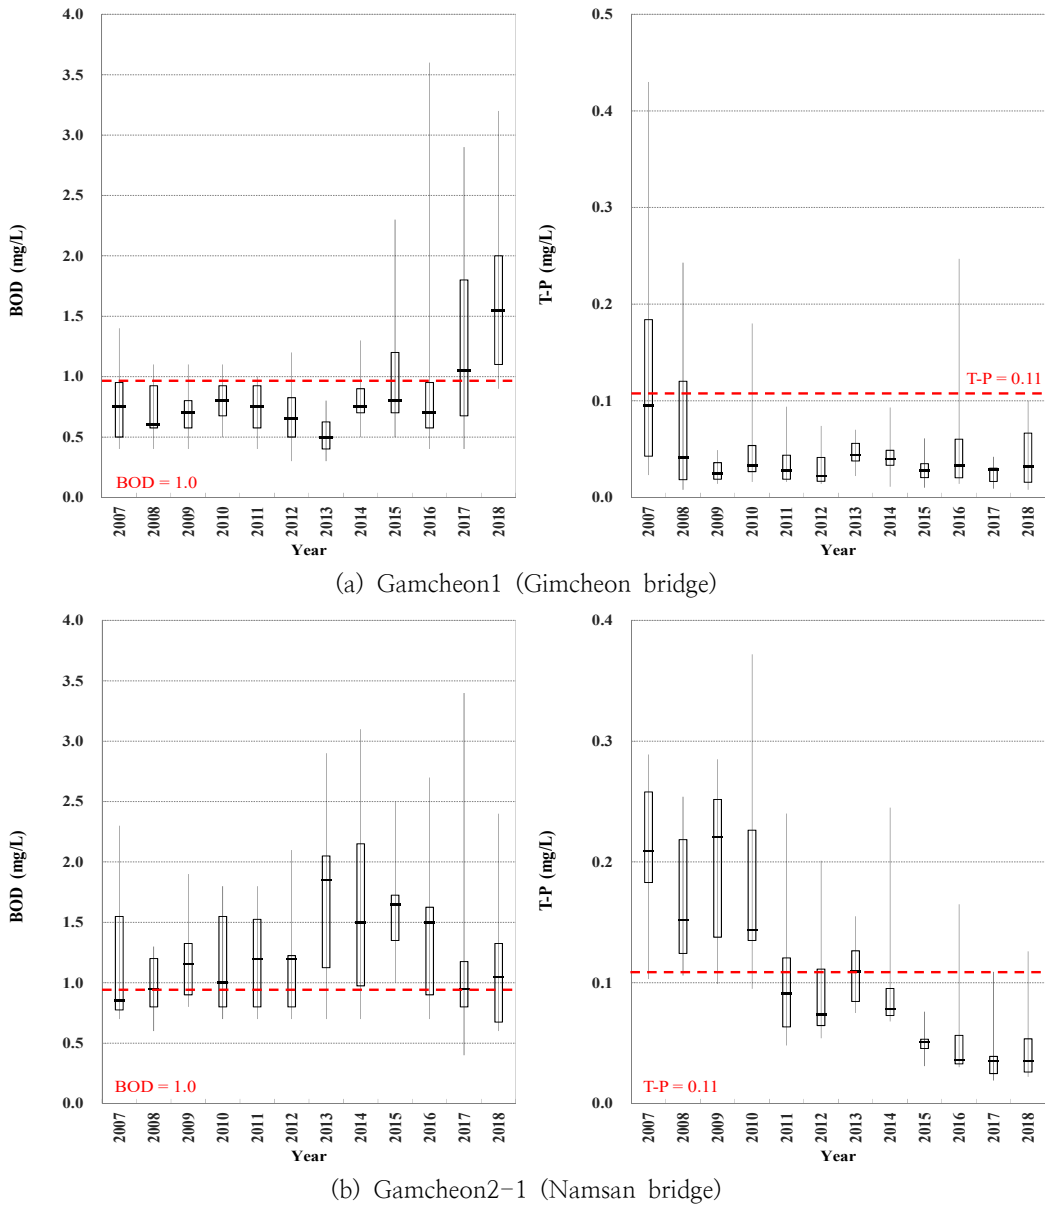 4.0
3.5
3.0
2.5
2.0
1.5
1.0
0.5
0.0
BOD (mg/L)
BOD = 1.0
2007 2008 2009 2010 2011 2012 2013 2014 2015 2016 2017 2018
Year
0.5
0.4
0.3
0.2
0.1
0.0
T-P (mg/L)
T-P = 0.11
2007 2008 2009 2010 2011 2012 2013 2014 2015 2016 2017 2018
Year
(a) Gamcheon1 (Gimcheon bridge)
4.0
3.5
3.0
2.5
2.0
1.5
1.0
0.5
0.0
BOD (mg/L)
BOD = 1.0
2007 2008 2009 2010 2011 2012 2013 2014 2015 2016 2017 2018
Year
0.4
0.3
0.2
0.1
0.0
T-P (mg/L)
T-P = 0.11
2007 2008 2009 2010 2011 2012 2013 2014 2015 2016 2017 2018
Year
(b) Gamcheon2-1 (Namsan bridge)